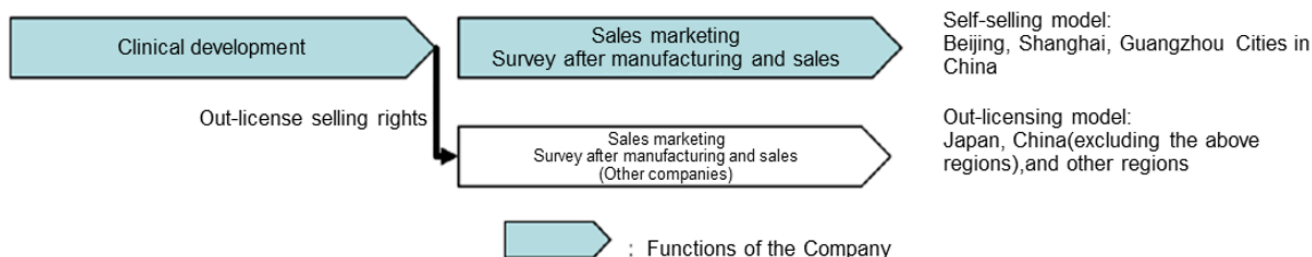 Clinical development
Sales marketing
Survey after manufacturing and sales
Self-selling model:
Beijing, Shanghai, Guangzhou Cities in
China
Out-license selling rights
Sales marketing
Survey after manufacturing and sales
(Other companies)
Out-licensing model:
Japan, China(excluding the above
regions),and other regions
: Functions of the Company